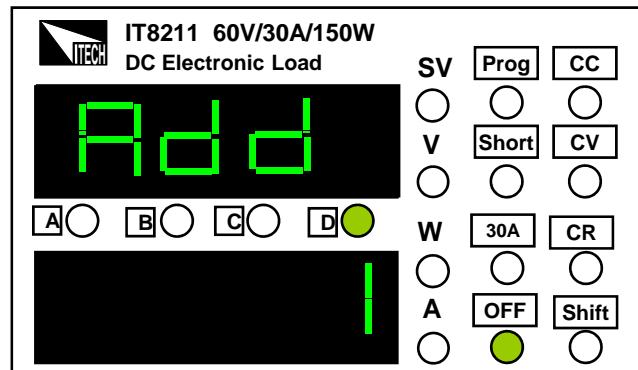 ITECH
IT8211 60V/30A/150W
DC Electronic Load
SV Prog CC
Add
V Short CV
A B C D
W 30A CR
1
A OFF Shift